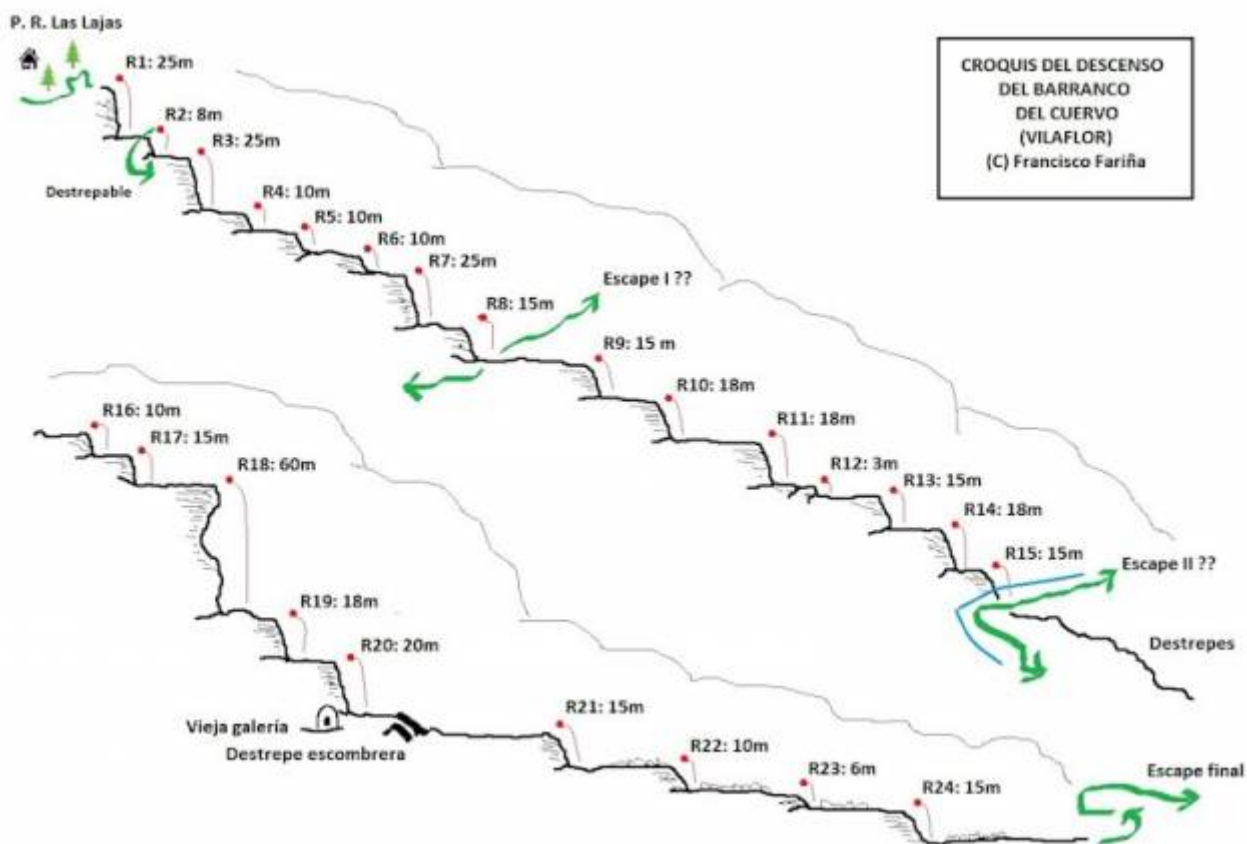 P. R. Las Lajas
R1: 25m
R2: 8m
R3: 25m
Destrepable
R4: 10m
R5: 10m
R6: 10m
R7: 25m
R8: 15m
Escape I ??
R9: 15 m
R10: 18m
R11: 18m
R12: 3m
R13: 15m
R14: 18m
R15: 15m
Escape II ??
Destrepes
CROQUIS DEL DESCENSO
DEL BARRANCO
DEL CUERVO
(VILAFLOR)
(C) Francisco Fariña
R16: 10m
R17: 15m
R18: 60m
R19: 18m
R20: 20m
Vieja galería
Destrepe escombrera
R21: 15m
R22: 10m
R23: 6m
R24: 15m
Escape final